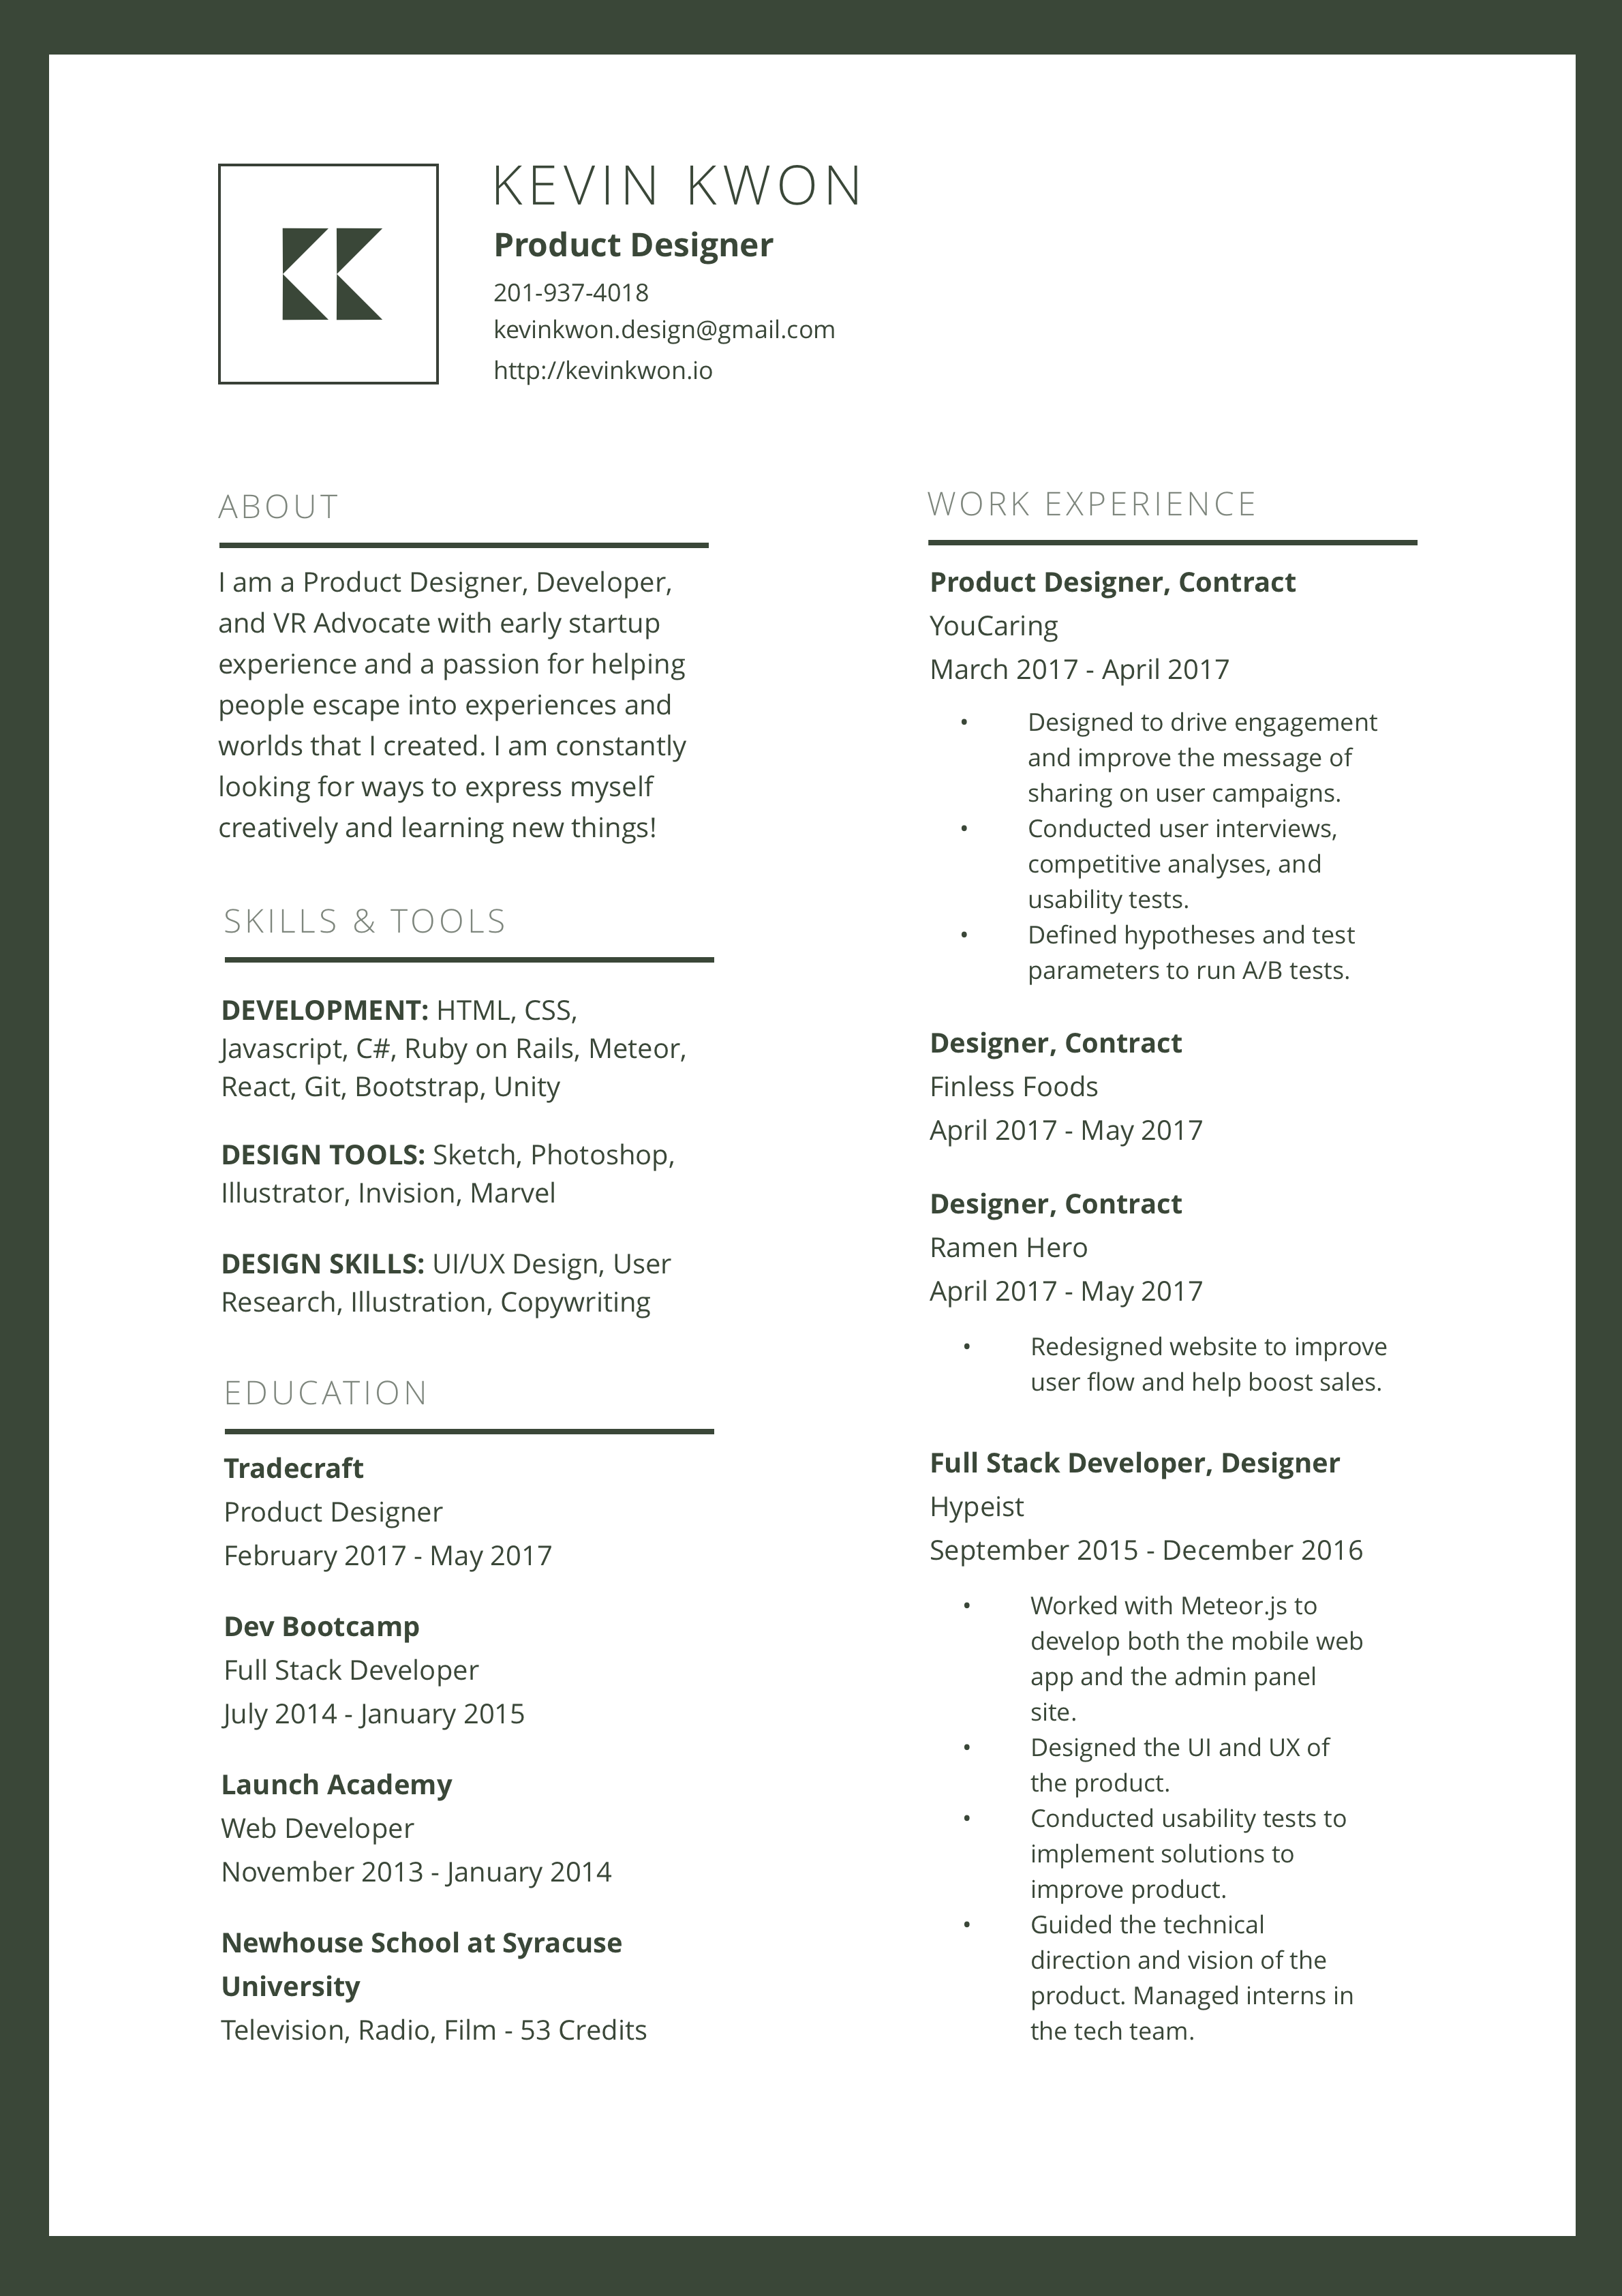 KEVIN KWON
Product Designer
201-937-4018
kevinkwon.design@gmail.com
http://kevinkwon.io
ABOUT
I am a Product Designer, Developer,
and VR Advocate with early startup
experience and a passion for helping
people escape into experiences and
worlds that I created. I am constantly
looking for ways to express myself
creatively and learning new things!
SKILLS & TOOLS
DEVELOPMENT: HTML, CSS,
Javascript, C#, Ruby on Rails, Meteor,
React, Git, Bootstrap, Unity
DESIGN TOOLS: Sketch, Photoshop,
Illustrator, Invision, Marvel
DESIGN SKILLS: UI/UX Design, User
Research, Illustration, Copywriting
EDUCATION
Tradecraft
Product Designer
February 2017 - May 2017
Dev Bootcamp
Full Stack Developer
July 2014 - January 2015
Launch Academy
Web Developer
November 2013 - January 2014
Newhouse School at Syracuse
University
Television, Radio, Film - 53 Credits
WORK EXPERIENCE
Product Designer, Contract
YouCaring
March 2017 - April 2017
• Designed to drive engagement
and improve the message of
sharing on user campaigns.
• Conducted user interviews,
competitive analyses, and
usability tests.
• Defined hypotheses and test
parameters to run A/B tests.
Designer, Contract
Finless Foods
April 2017 - May 2017
Designer, Contract
Ramen Hero
April 2017 - May 2017
• Redesigned website to improve
user flow and help boost sales.
Full Stack Developer, Designer
Hypeist
September 2015 - December 2016
• Worked with Meteor.js to
develop both the mobile web
app and the admin panel
site.
• Designed the UI and UX of
the product.
• Conducted usability tests to
implement solutions to
improve product.
• Guided the technical
direction and vision of the
product. Managed interns in
the tech team.